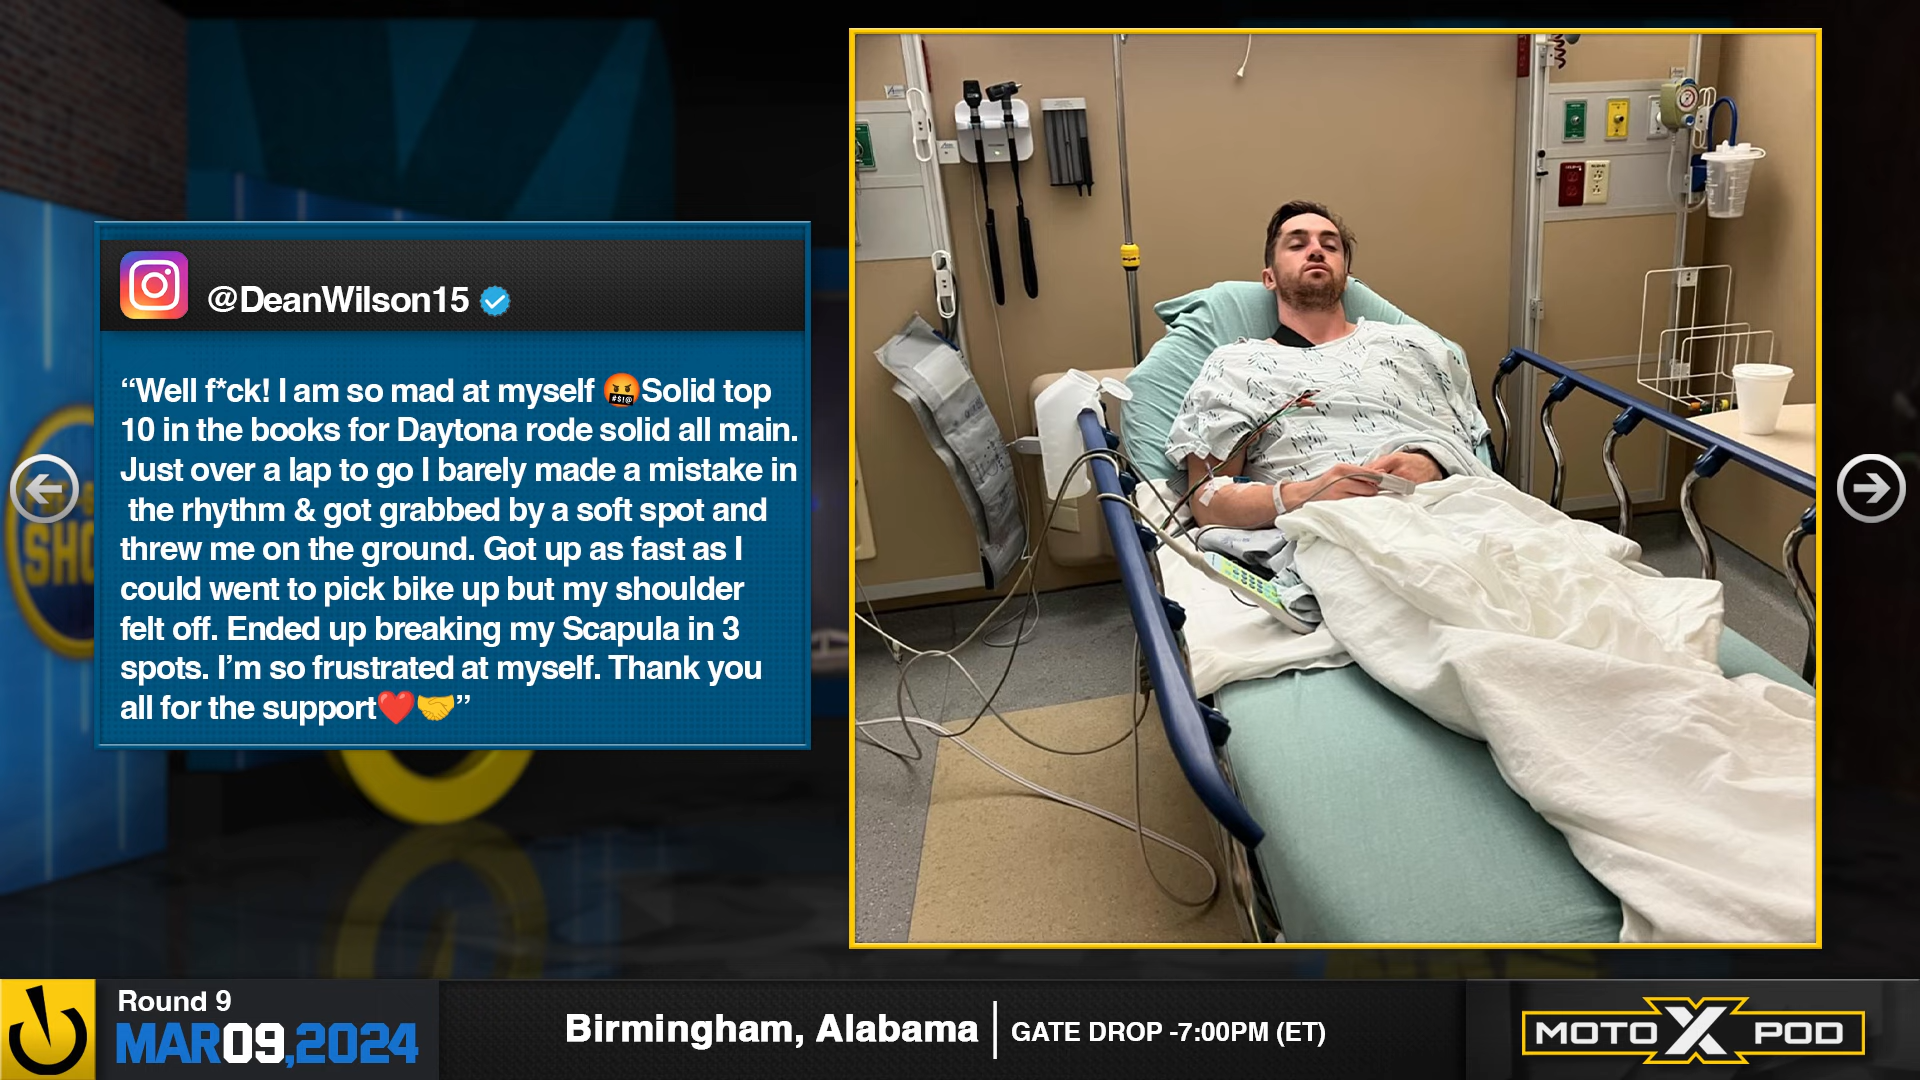 @DeanWilson15
“Well f*ck! I am so mad at myself 🤬Solid top
10 in the books for Daytona rode solid all main.
Just over a lap to go I barely made a mistake in
the rhythm & got grabbed by a soft spot and
threw me on the ground. Got up as fast as I
could went to pick bike up but my shoulder
felt off. Ended up breaking my Scapula in 3
spots. I’m so frustrated at myself. Thank you
all for the support❤️🤝”
SHO
Round 9
MAR09,2024
Birmingham, Alabama
GATE DROP -7:00PM (ET)
MOTO X POD